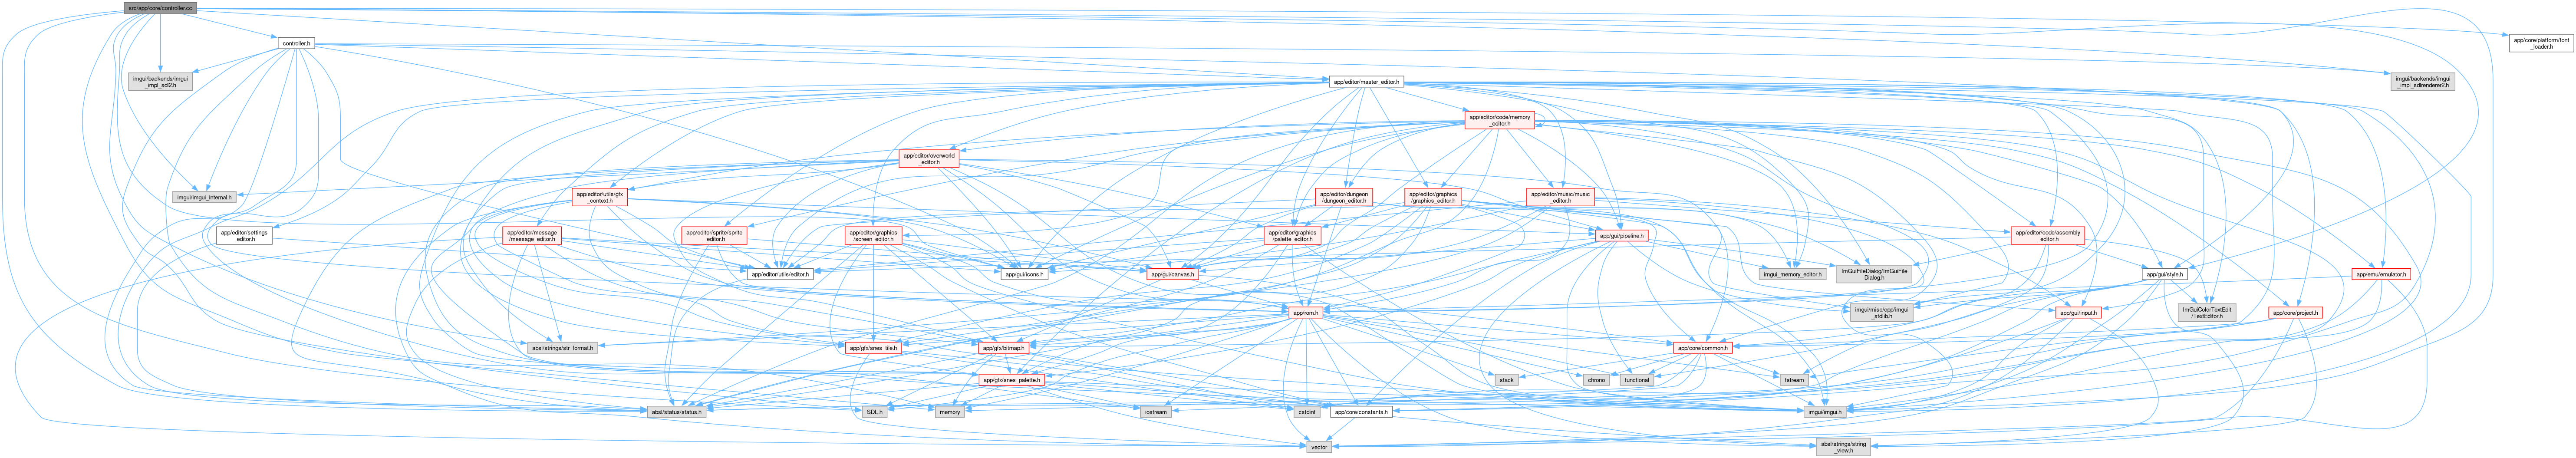 src/app/core/controller.cc
controller.h
app/core/platform/font
_loader.h
imgui/backends/imgui
_impl_sdl2.h
app/editor/master_editor.h
imgui/backends/imgui
_impl_sdlrenderer2.h
app/editor/code/memory
_editor.h
app/editor/overworld
_editor.h
imgui/imgui_internal.h
app/editor/utils/gfx
_context.h
app/editor/dungeon
/dungeon_editor.h
app/editor/graphics
/graphics_editor.h
app/editor/music/music
_editor.h
app/editor/settings
_editor.h
app/editor/message
/message_editor.h
app/editor/sprite/sprite
_editor.h
app/editor/graphics
/screen_editor.h
app/editor/graphics
/palette_editor.h
app/gui/pipeline.h
app/editor/code/assembly
_editor.h
app/editor/utils/editor.h
app/gui/icons.h
app/gui/canvas.h
imgui_memory_editor.h
ImGuiFileDialog/ImGuiFile
Dialog.h
app/gui/style.h
app/emu/emulator.h
app/rom.h
imgui/misc/cpp/imgui
_stdlib.h
app/gui/input.h
ImGuiColorTextEdit
/TextEditor.h
app/core/project.h
absl/strings/str_format.h
app/gfx/snes_tile.h
app/gfx/bitmap.h
app/core/common.h
app/gfx/snes_palette.h
stack
chrono
functional
fstream
absl/status/status.h
SDL.h
memory
iostream
cstdint
app/core/constants.h
imgui/imgui.h
vector
absl/strings/string
_view.h